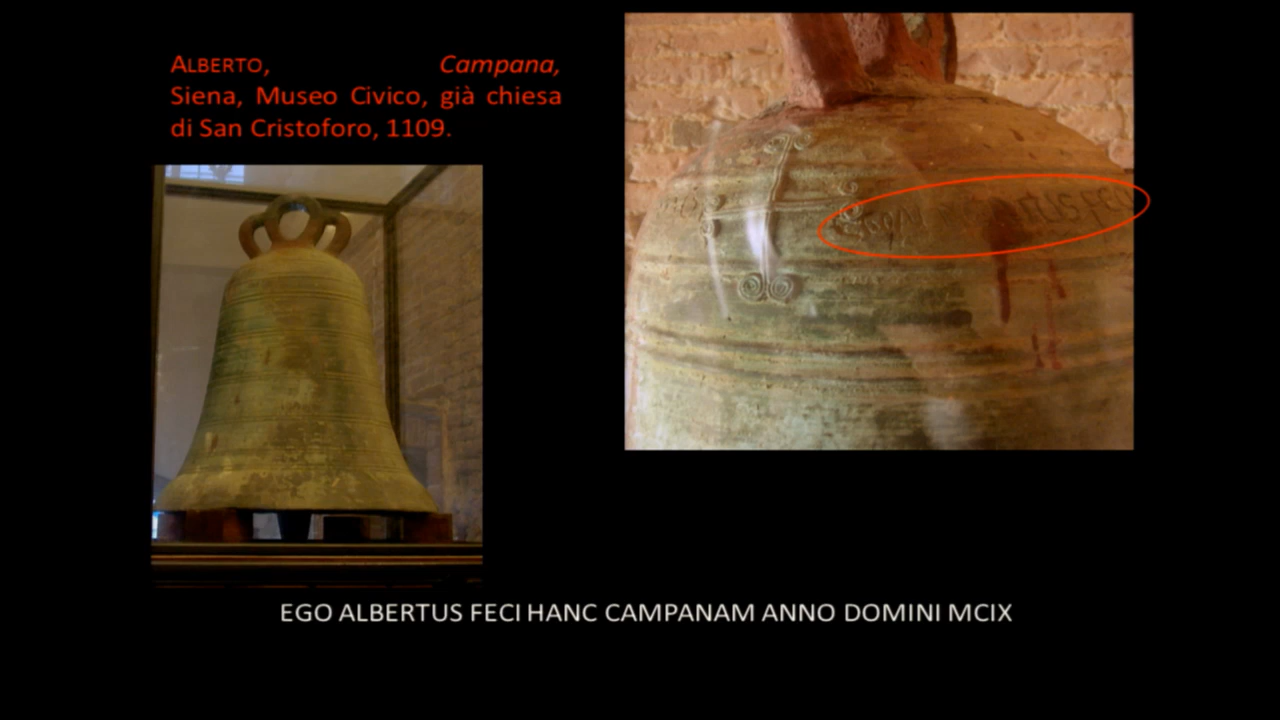 ALBERTO, Campana,
Siena, Museo Civico, già chiesa
di San Cristoforo, 1109.
EGO ALBERTUS FECI HANC CAMPANAM ANNO DOMINI MCIX